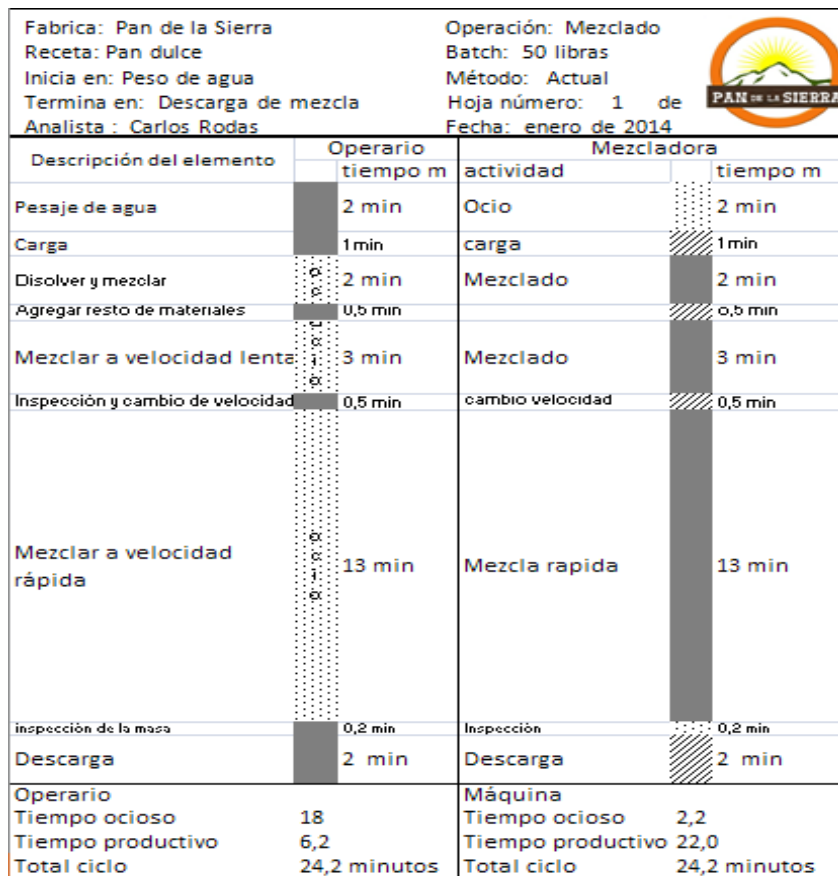 Fabrica: Pan de la Sierra Operación: Mezclado
Receta: Pan dulce Batch: 50 libras
Inicia en: Peso de agua Método: Actual
Termina en: Descarga de mezcla Hoja número: 1 de
Analista : Carlos Rodas Fecha: enero de 2014
PAN DE LA SIERRA
Descripción del elemento Operario Mezcladora
tiempo m actividad tiempo m
Pesaje de agua 2 min Ocio 2 min
Carga 1 min carga 1 min
Disolver y mezclar 2 min Mezclado 2 min
Agregar resto de materiales 0,5 min 0,5 min
Mezclar a velocidad lenta 3 min Mezclado 3 min
Inspección y cambio de velocidad 0,5 min cambio velocidad 0,5 min
Mezclar a velocidad
rápida 13 min Mezcla rapida 13 min
inspección de la masa 0,2 min Inspección 0,2 min
Descarga 2 min Descarga 2 min
Operario Máquina
Tiempo ocioso 18 Tiempo ocioso 2,2
Tiempo productivo 6,2 Tiempo productivo 22,0
Total ciclo 24,2 minutos Total ciclo 24,2 minutos